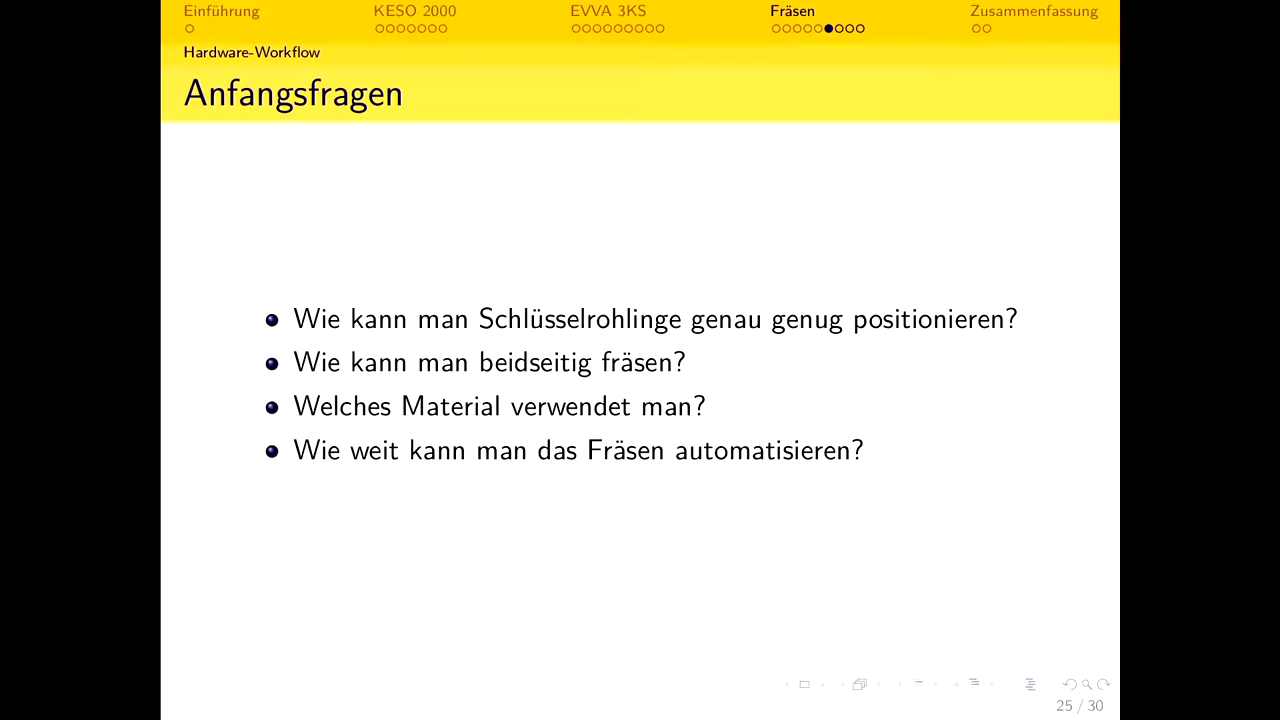 Einführung KESO 2000 EVVA 3KS Fräsen Zusammenfassung
Hardware-Workflow
Anfangsfragen
Wie kann man Schlüsselrohlinge genau genug positionieren?
Wie kann man beidseitig fräsen?
Welches Material verwendet man?
Wie weit kann man das Fräsen automatisieren?
25 / 30